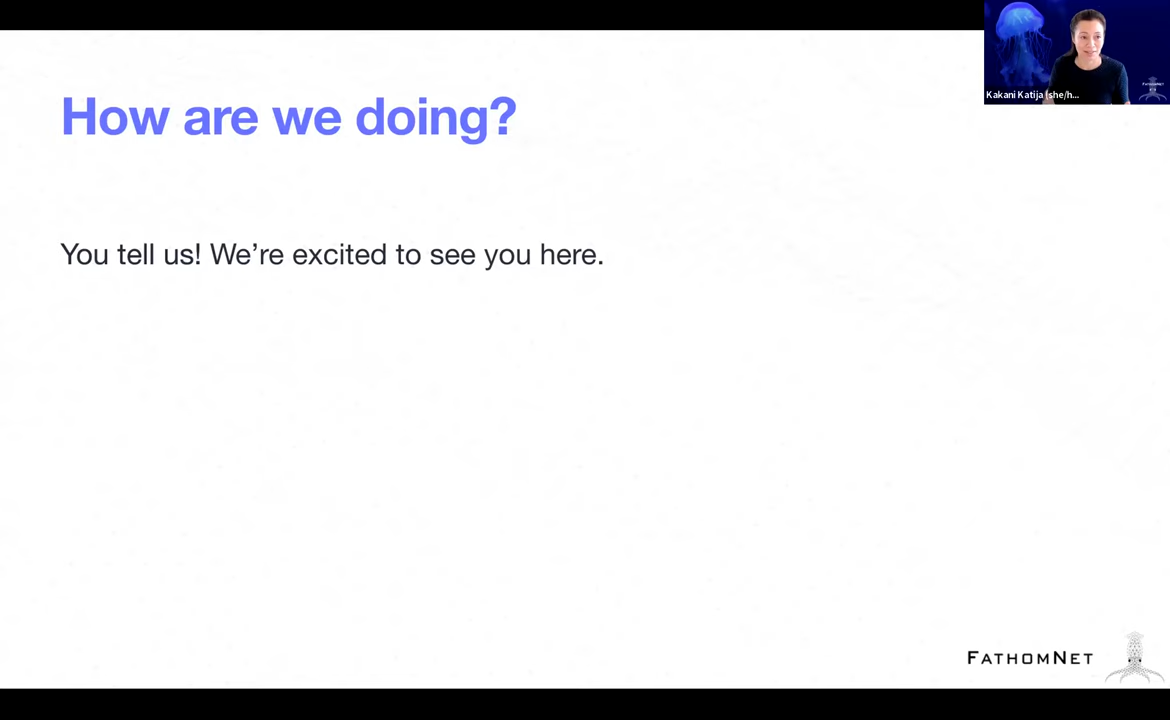 How are we doing?
Kakani Katija (she/h...
You tell us! We're excited to see you here.
FATHOMNET